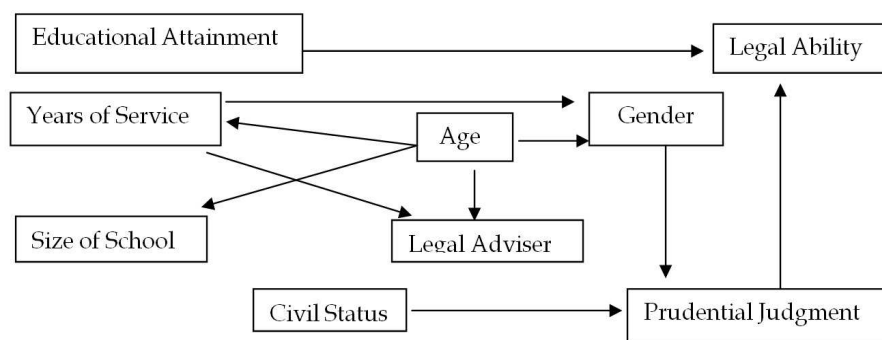 Educational Attainment
Legal Ability
Years of Service
Age
Gender
Size of School
Legal Adviser
Civil Status
Prudential Judgment